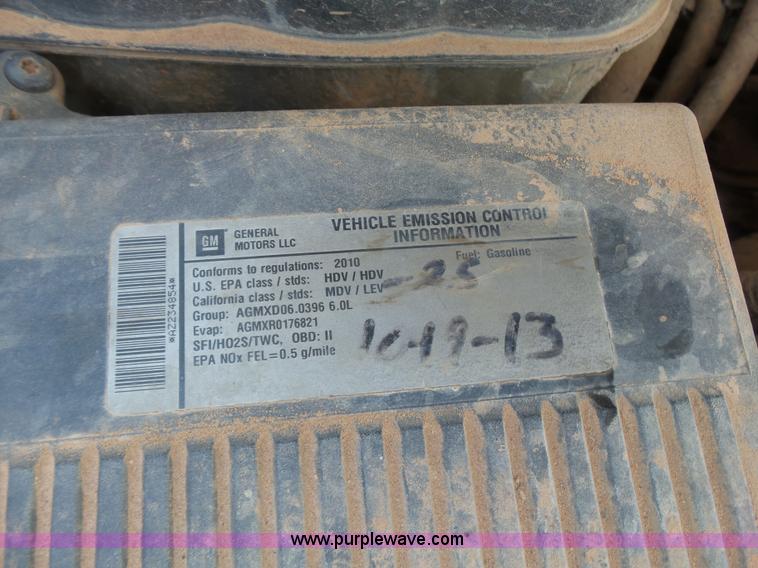 GM
GENERAL
MOTORS LLC
VEHICLE EMISSION CONTROL
INFORMATION
Conforms to regulations: 2010
Fuel: Gasoline
U.S. EPA class / stds: HDV / HDV
California class / stds: MDV / LEV
Group: AGMXD06.0396 6.0L
Evap: AGMXR0176821
SFI/HO2S/TWC, OBD: II
EPA NOx FEL=0.5 g/mile
*AZ234854*
-25
10-19-13
www.purplewave.com